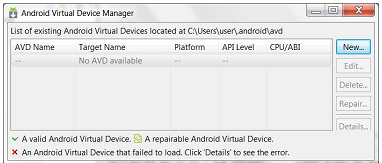 Android Virtual Device Manager
List of existing Android Virtual Devices located at C:\Users\user\.android\avd
AVD Name Target Name Platform API Level CPU/ABI
-- No AVD available -- --
New...
Edit...
Delete...
Repair...
Details...
A valid Android Virtual Device. A repairable Android Virtual Device.
An Android Virtual Device that failed to load. Click 'Details' to see the error.